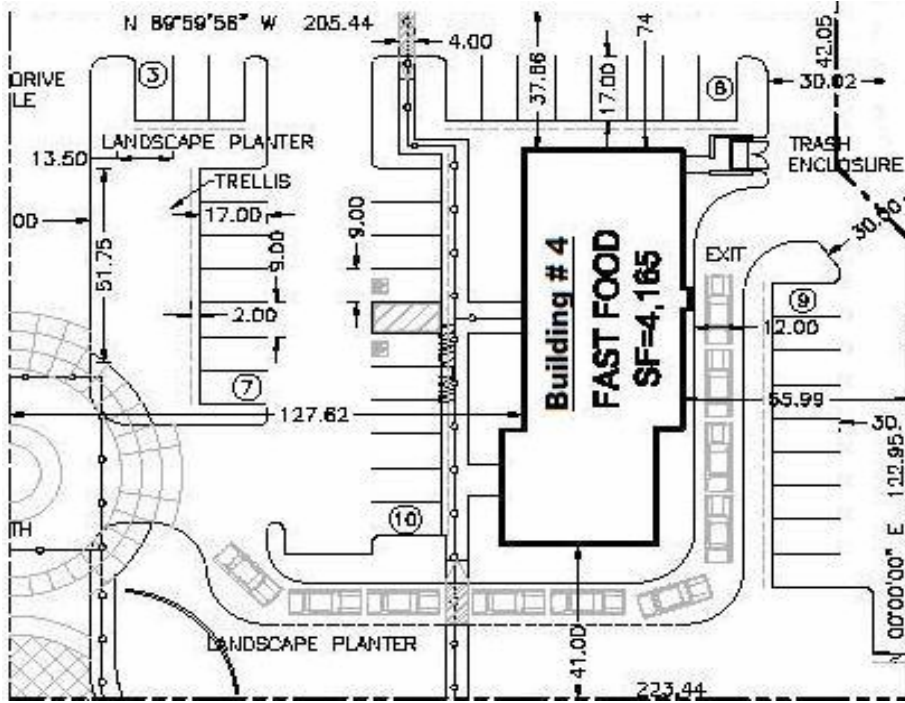 N 89°59'56" W 205.44
4.00
37.86
17.00
74
42.05
3
8
30.02
DRIVE
LE
LANDSCAPE PLANTER
13.50
TRASH
ENCLOSURE
TRELLIS
17.00
9.00
9.00
51.75
30.00
EXIT
Building # 4
FAST FOOD
SF=4,165
2.00
9
12.00
7
127.62
55.99
30.
10
TH
N 00°00'00" E 122.95
LANDSCAPE PLANTER
41.00
223.44